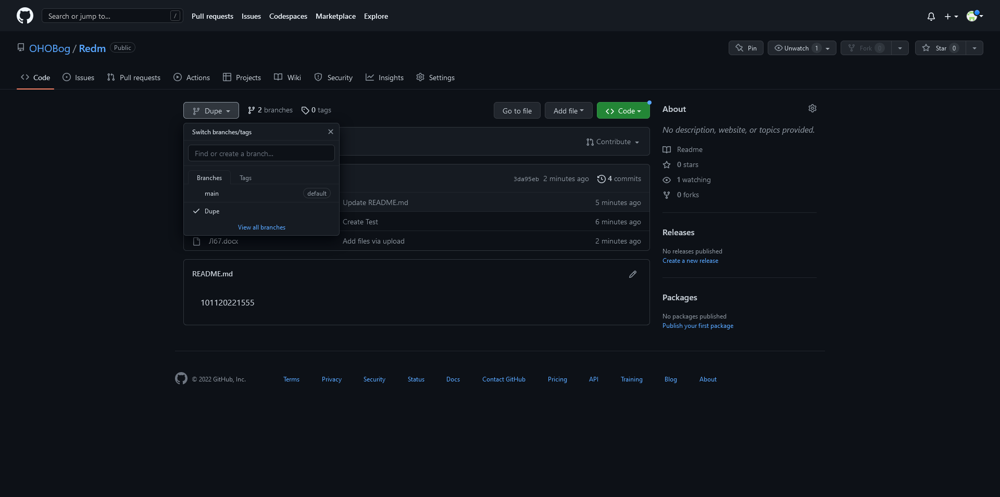 Search or jump to... / Pull requests Issues Codespaces Marketplace Explore
OHOBog / Redm Public Pin Unwatch 1 Fork 0 Star 0
Code Issues Pull requests Actions Projects Wiki Security Insights Settings
Dupe 2 branches 0 tags Go to file Add file Code
Switch branches/tags
Find or create a branch...
Branches Tags
main default
Dupe
View all branches
Contribute
3da95eb 2 minutes ago 4 commits
Update README.md 5 minutes ago
Create Test 6 minutes ago
Лб7.docx Add files via upload 2 minutes ago
README.md
101120221555
About
No description, website, or topics provided.
Readme
0 stars
1 watching
0 forks
Releases
No releases published
Create a new release
Packages
No packages published
Publish your first package
© 2022 GitHub, Inc. Terms Privacy Security Status Docs Contact GitHub Pricing API Training Blog About